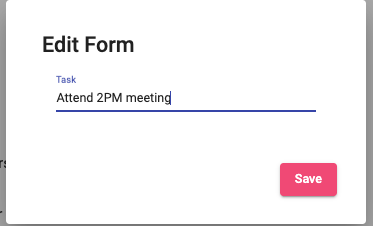 Edit Form
Task
Attend 2PM meeting
Save